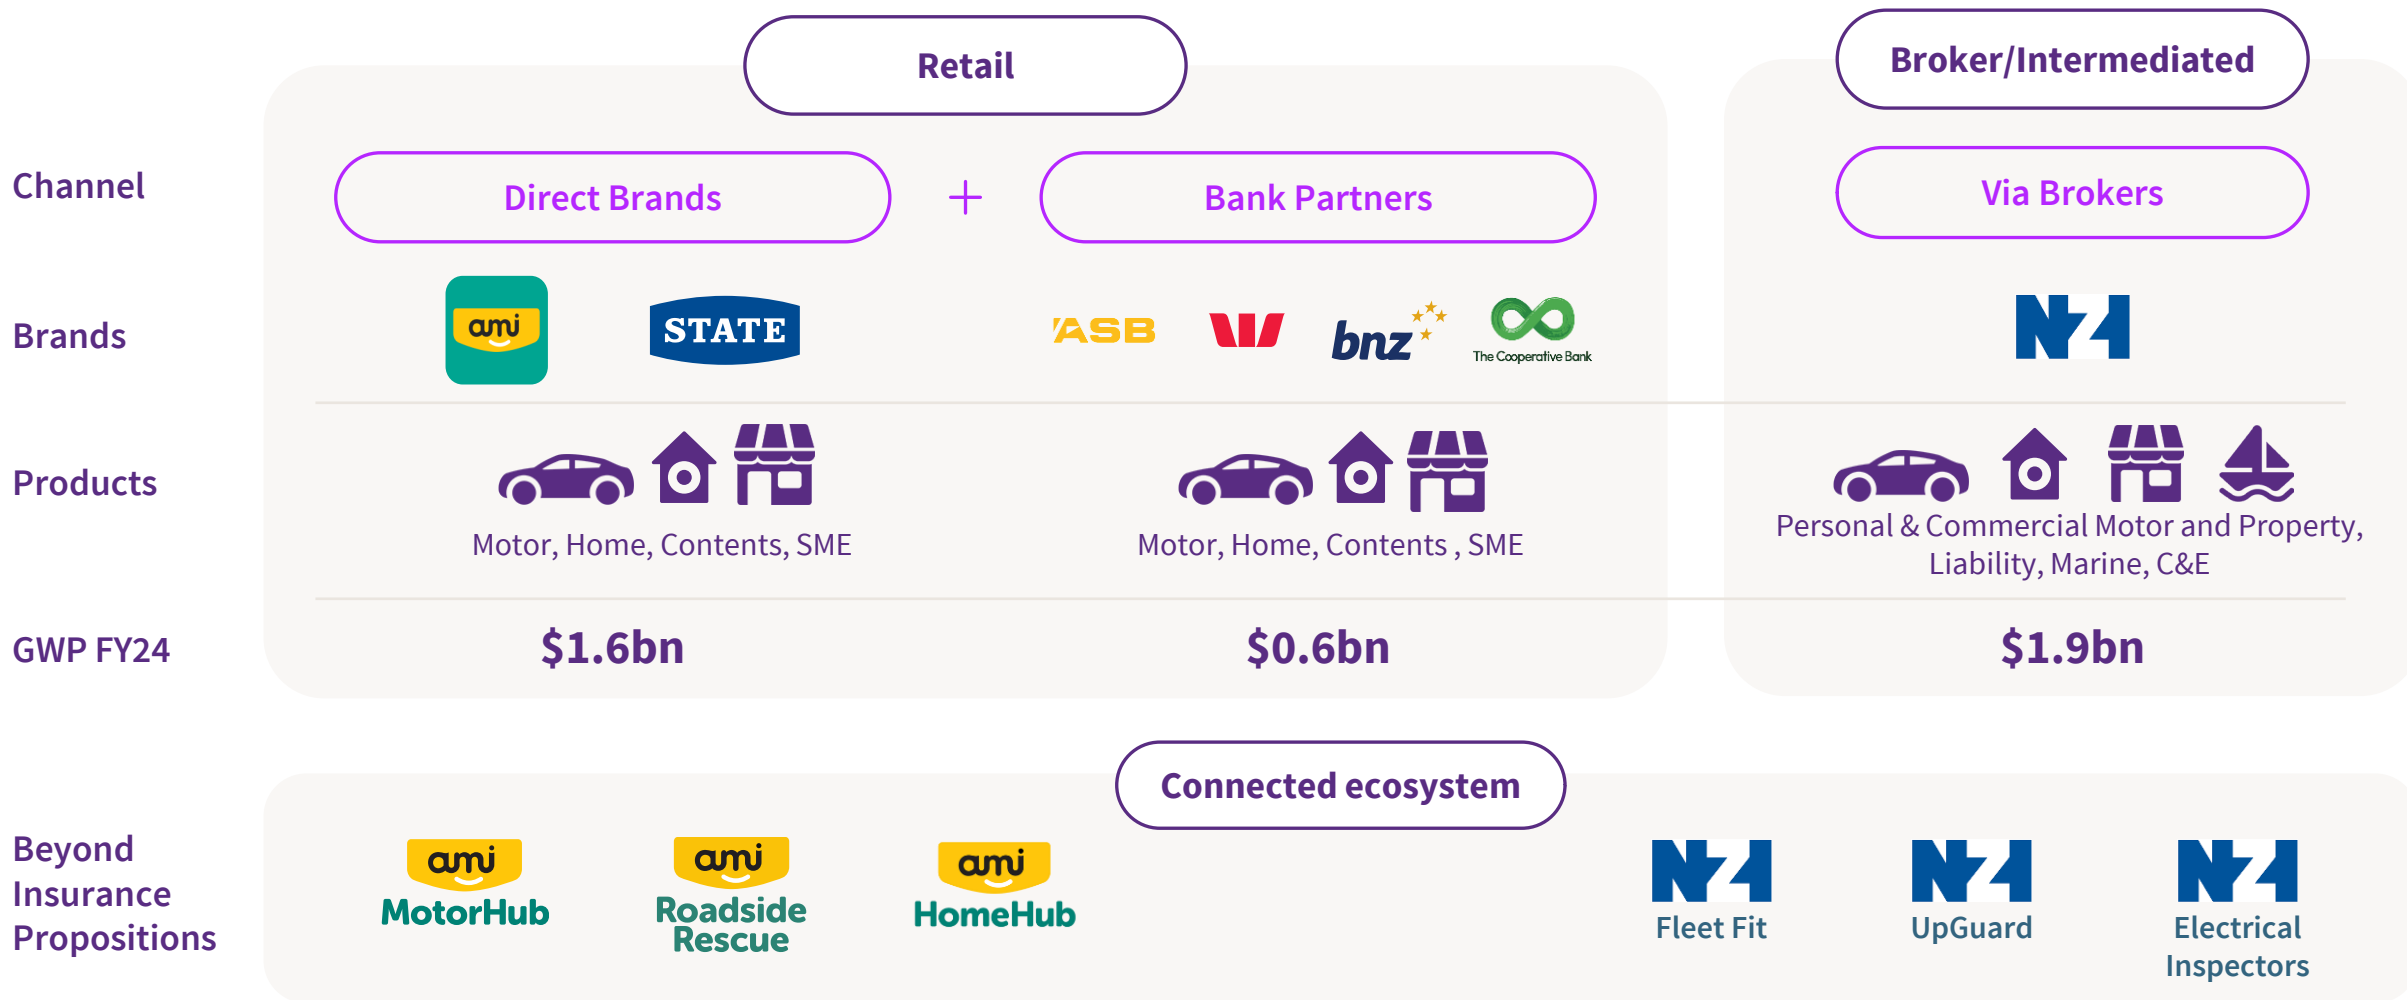 Retail
Broker/Intermediated
Channel
Direct Brands
+
Bank Partners
Via Brokers
Brands
ami
STATE
ASB
bnz
The Cooperative Bank
NZI
Products
Motor, Home, Contents, SME
Motor, Home, Contents , SME
Personal & Commercial Motor and Property,
Liability, Marine, C&E
GWP FY24
$1.6bn
$0.6bn
$1.9bn
Connected ecosystem
Beyond
Insurance
Propositions
ami
MotorHub
ami
Roadside
Rescue
ami
HomeHub
NZI
Fleet Fit
NZI
UpGuard
NZI
Electrical
Inspectors